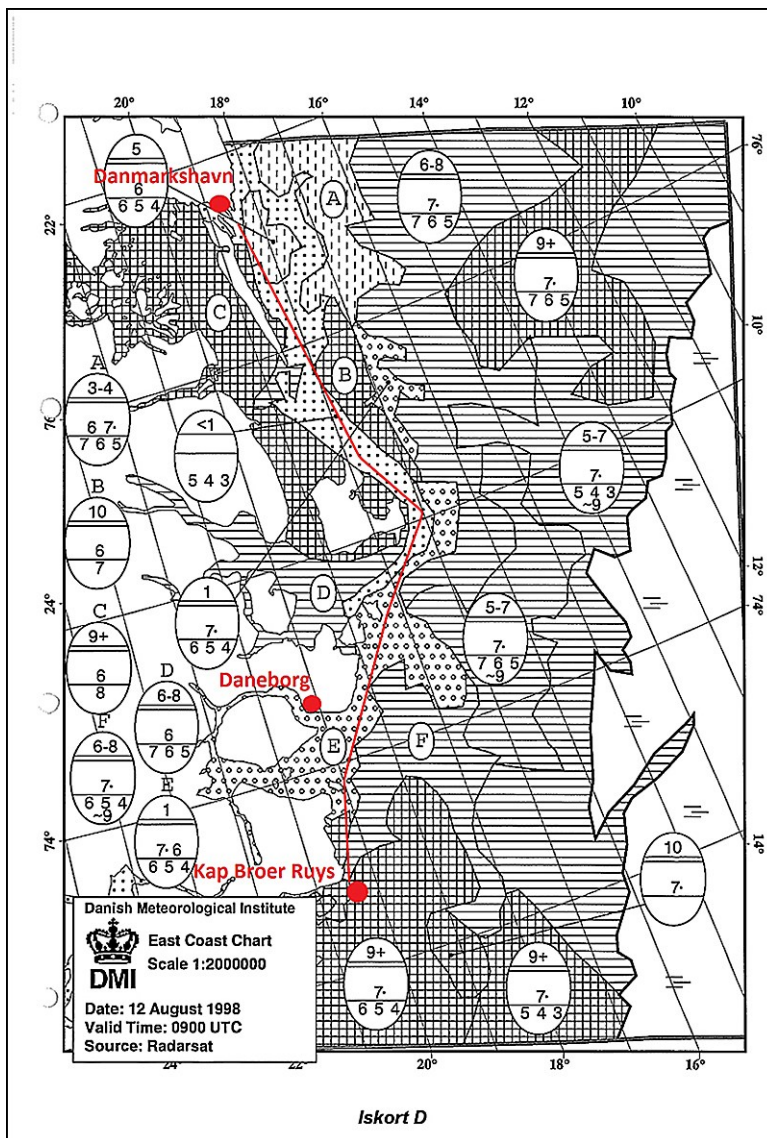 20° 18° 16° 14° 12° 10°
76°
5
6
6 5 4
Danmarkshavn
A
6-8
7·
7 6 5
22°
9+
7·
7 6 5
C
10°
A
3-4
6 7·
7 6 5
B
76°
<1
5 4 3
5-7
7·
5 4 3
~9
B
10
6
7
12°
D
24°
1
7·
6 5 4
5-7
7·
7 6 5
~9
74°
C
9+
6
8
D
6-8
6
7 6 5
Daneborg
F
6-8
7·
6 5 4
~9
E
F
E
1
7· 6
6 5 4
74°
14°
10
7·
Kap Broer Ruys
Danish Meteorological Institute
East Coast Chart
Scale 1:2000000
DMI
Date: 12 August 1998
Valid Time: 0900 UTC
Source: Radarsat
9+
7·
6 5 4
9+
7·
5 4 3
24° 22° 20° 18° 16°
Iskort D